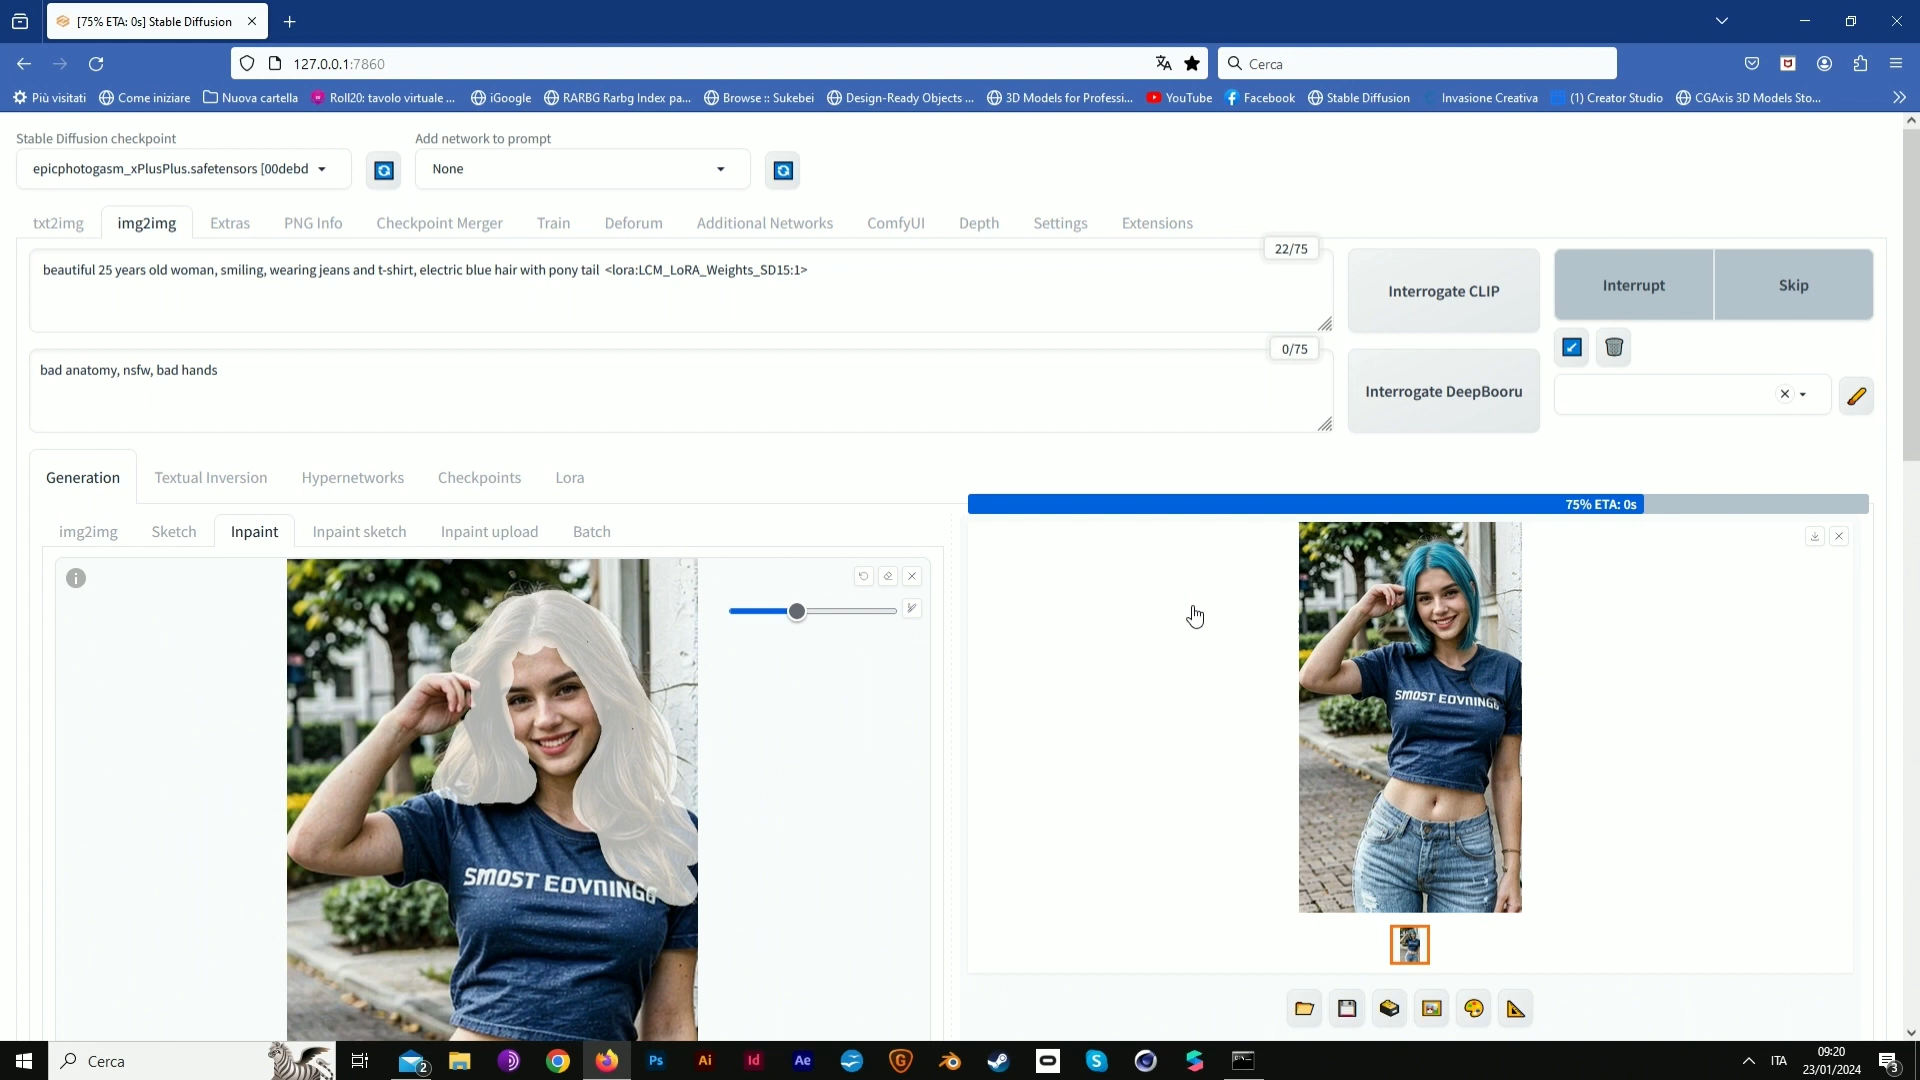 [75% ETA: 0s] Stable Diffusion
127.0.0.1:7860
Cerca
Più visitati
Come iniziare
Nuova cartella
Roll20: tavolo virtuale ...
iGoogle
RARBG Rarbg Index pa...
Browse :: Sukebei
Design-Ready Objects ...
3D Models for Professi...
YouTube
Facebook
Stable Diffusion
Invasione Creativa
(1) Creator Studio
CGAxis 3D Models Sto...
Stable Diffusion checkpoint
Add network to prompt
epicphotogasm_xPlusPlus.safetensors [00debd
None
txt2img
img2img
Extras
PNG Info
Checkpoint Merger
Train
Deforum
Additional Networks
ComfyUI
Depth
Settings
Extensions
22/75
beautiful 25 years old woman, smiling, wearing jeans and t-shirt, electric blue hair with pony tail <lora:LCM_LoRA_Weights_SD15:1>
Interrogate CLIP
Interrupt
Skip
0/75
bad anatomy, nsfw, bad hands
Interrogate DeepBooru
Generation
Textual Inversion
Hypernetworks
Checkpoints
Lora
75% ETA: 0s
img2img
Sketch
Inpaint
Inpaint sketch
Inpaint upload
Batch
SMOST EOVNINGG
SMOST EOVNINGG
Cerca
2
Ps
Ai
Id
Ae
ITA
09:20
23/01/2024
3